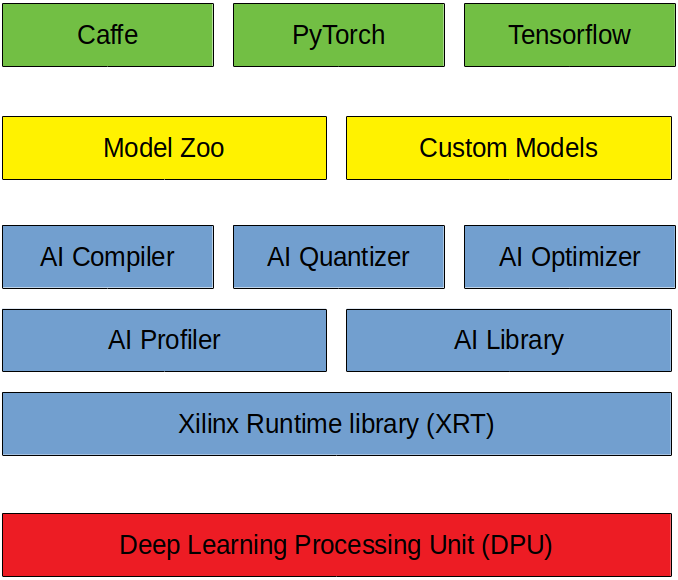 Caffe
PyTorch
Tensorflow
Model Zoo
Custom Models
AI Compiler
AI Quantizer
AI Optimizer
AI Profiler
AI Library
Xilinx Runtime library (XRT)
Deep Learning Processing Unit (DPU)